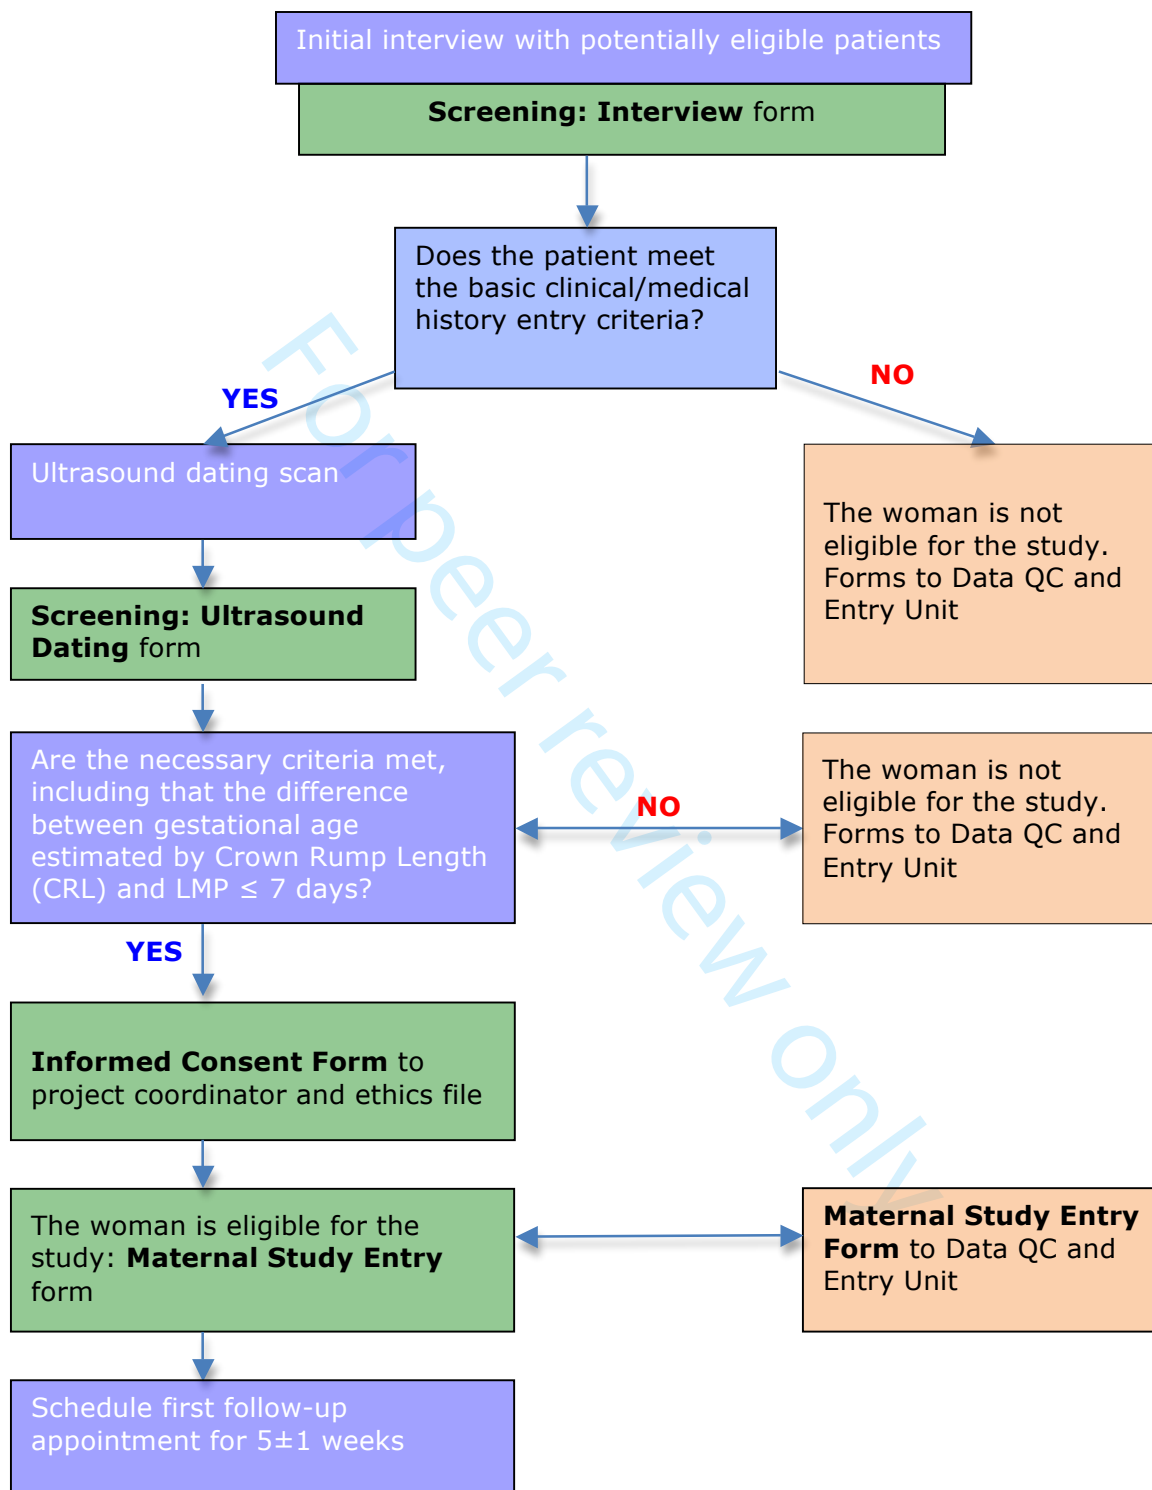 Initial interview with potentially eligible patients
Screening: Interview form
Does the patient meet
the basic clinical/medical
history entry criteria?
YES
NO
Ultrasound dating scan
The woman is not
eligible for the study.
Forms to Data QC and
Entry Unit
Screening: Ultrasound
Dating form
Are the necessary criteria met,
including that the difference
between gestational age
estimated by Crown Rump Length
(CRL) and LMP ≤ 7 days?
NO
The woman is not
eligible for the study.
Forms to Data QC and
Entry Unit
YES
Informed Consent Form to
project coordinator and ethics file
The woman is eligible for the
study: Maternal Study Entry
form
Maternal Study Entry
Form to Data QC and
Entry Unit
Schedule first follow-up
appointment for 5±1 weeks
For peer review only